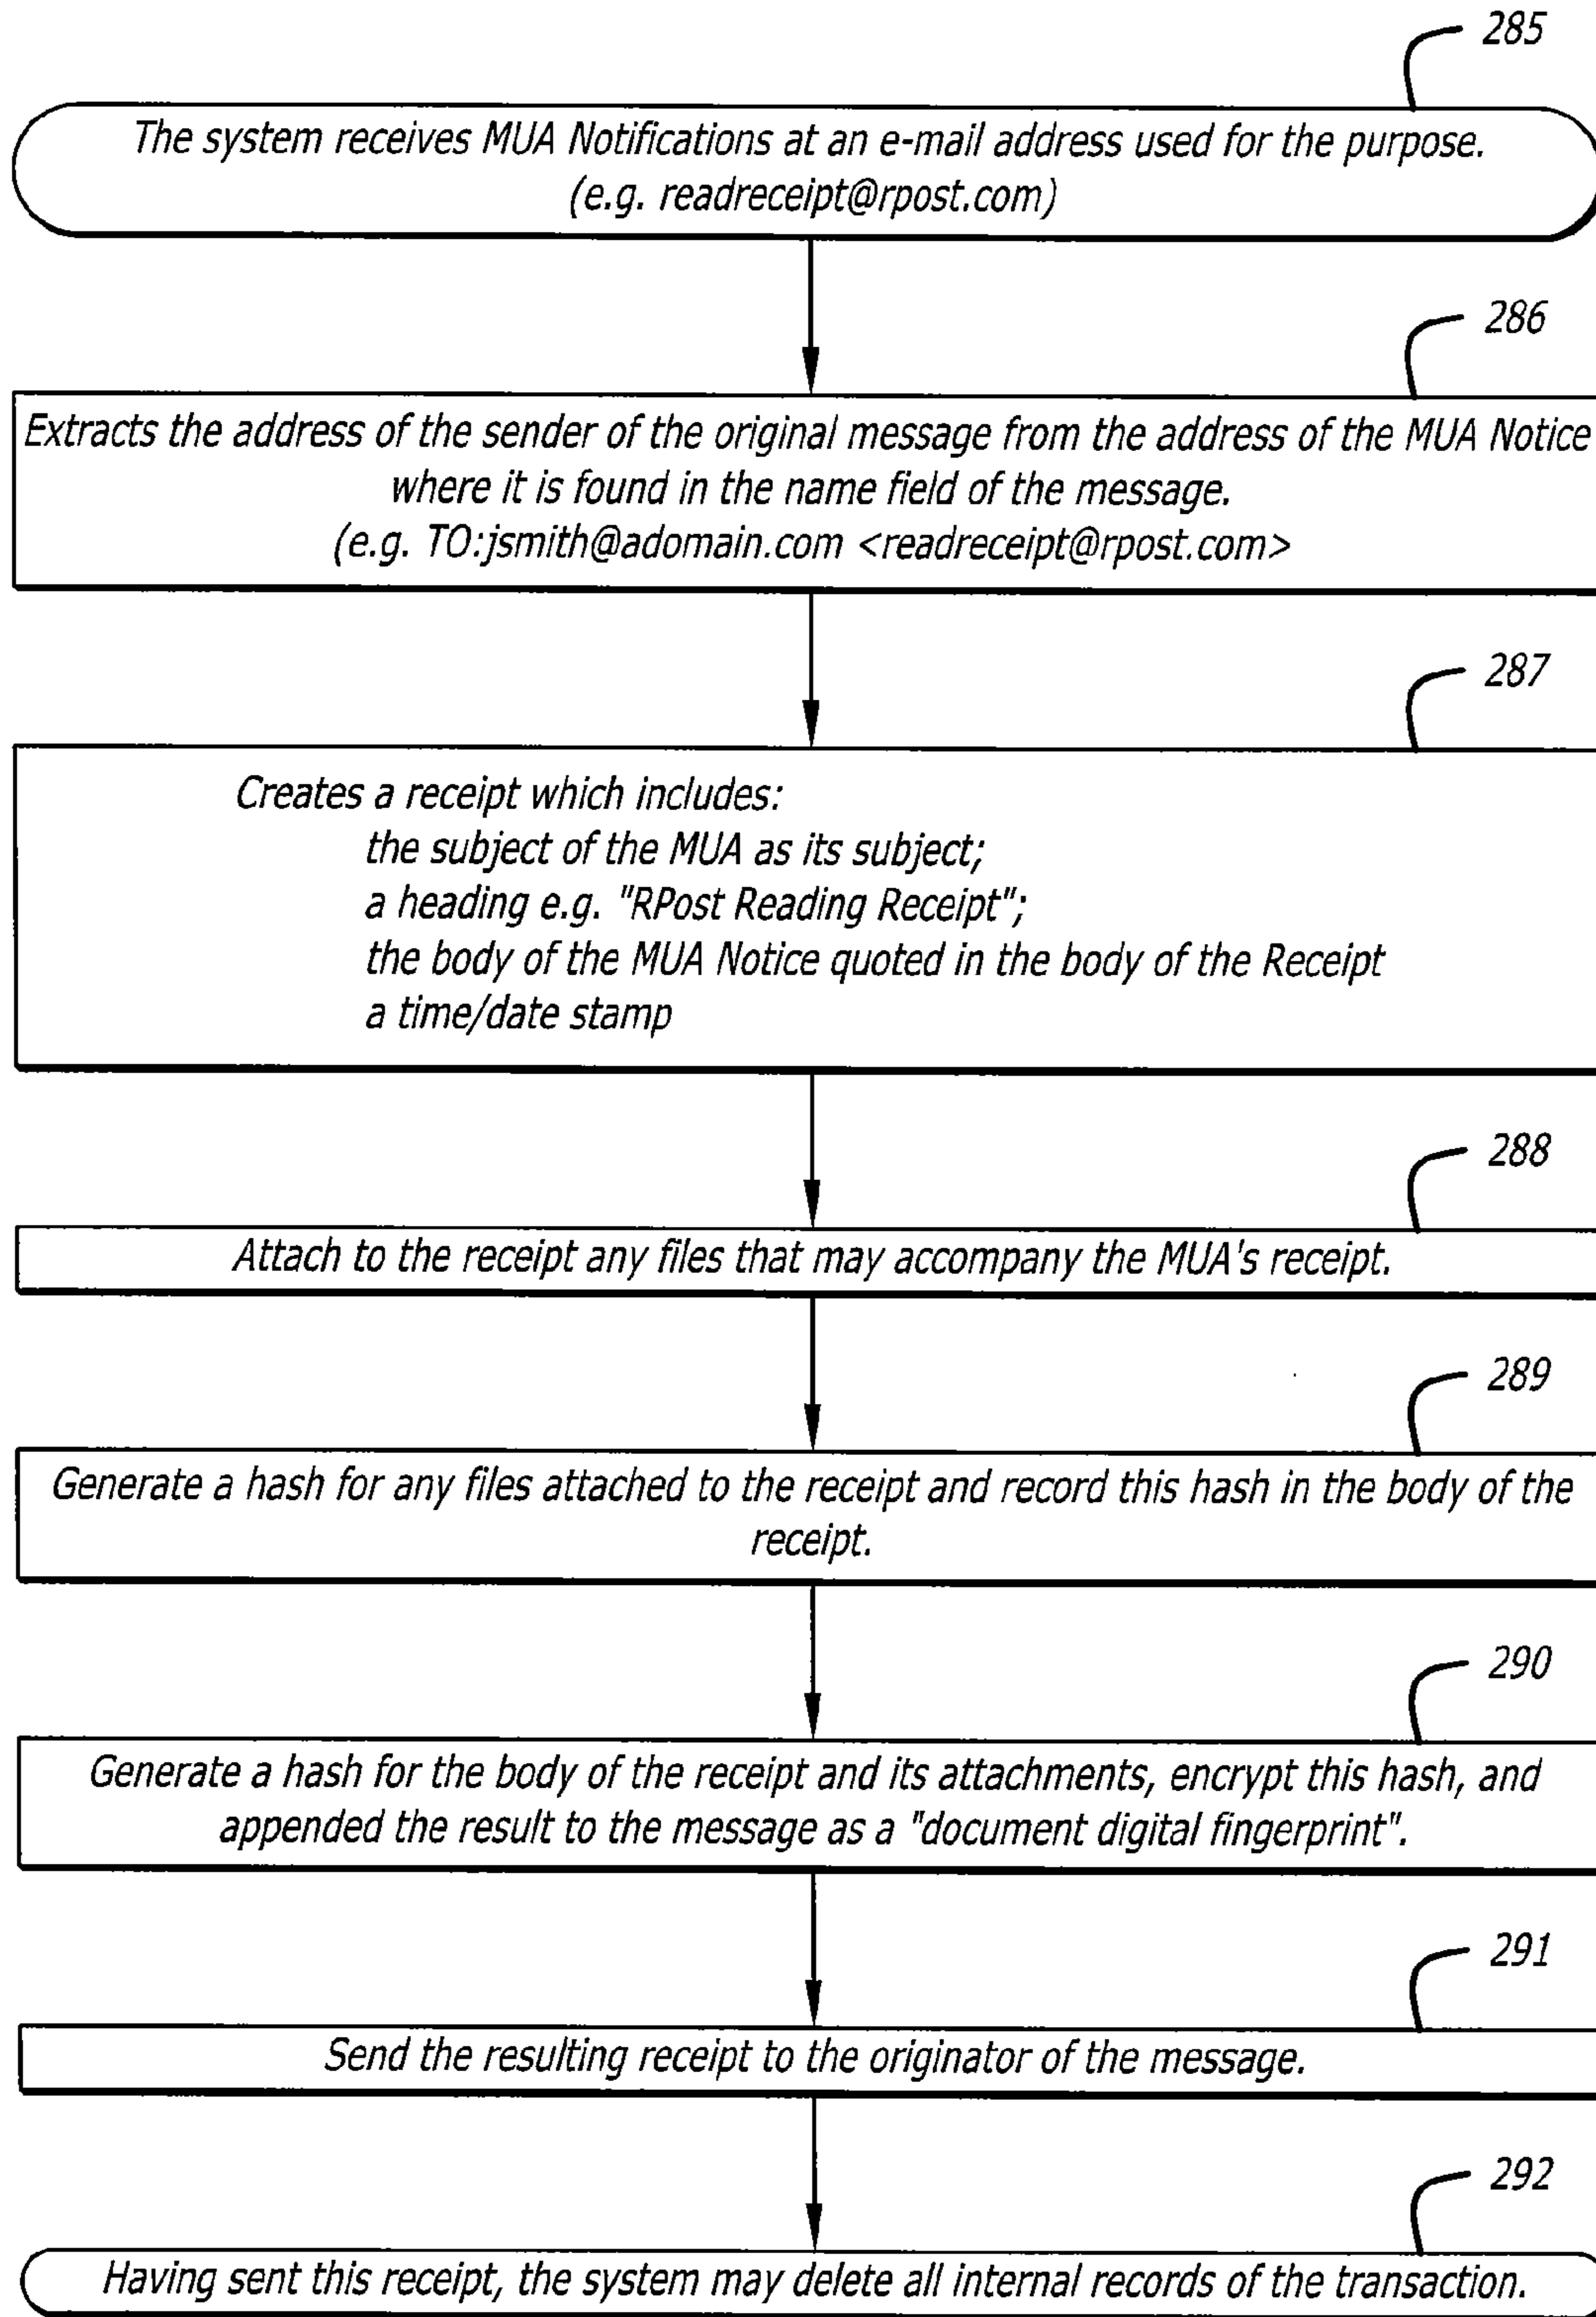 285
The system receives MUA Notifications at an e-mail address used for the purpose.
(e.g. readreceipt@rpost.com)
286
Extracts the address of the sender of the original message from the address of the MUA Notice
where it is found in the name field of the message.
(e.g. TO:jsmith@adomain.com <readreceipt@rpost.com>
287
Creates a receipt which includes:
the subject of the MUA as its subject;
a heading e.g. "RPost Reading Receipt";
the body of the MUA Notice quoted in the body of the Receipt
a time/date stamp
288
Attach to the receipt any files that may accompany the MUA's receipt.
289
Generate a hash for any files attached to the receipt and record this hash in the body of the
receipt.
290
Generate a hash for the body of the receipt and its attachments, encrypt this hash, and
appended the result to the message as a "document digital fingerprint".
291
Send the resulting receipt to the originator of the message.
292
Having sent this receipt, the system may delete all internal records of the transaction.